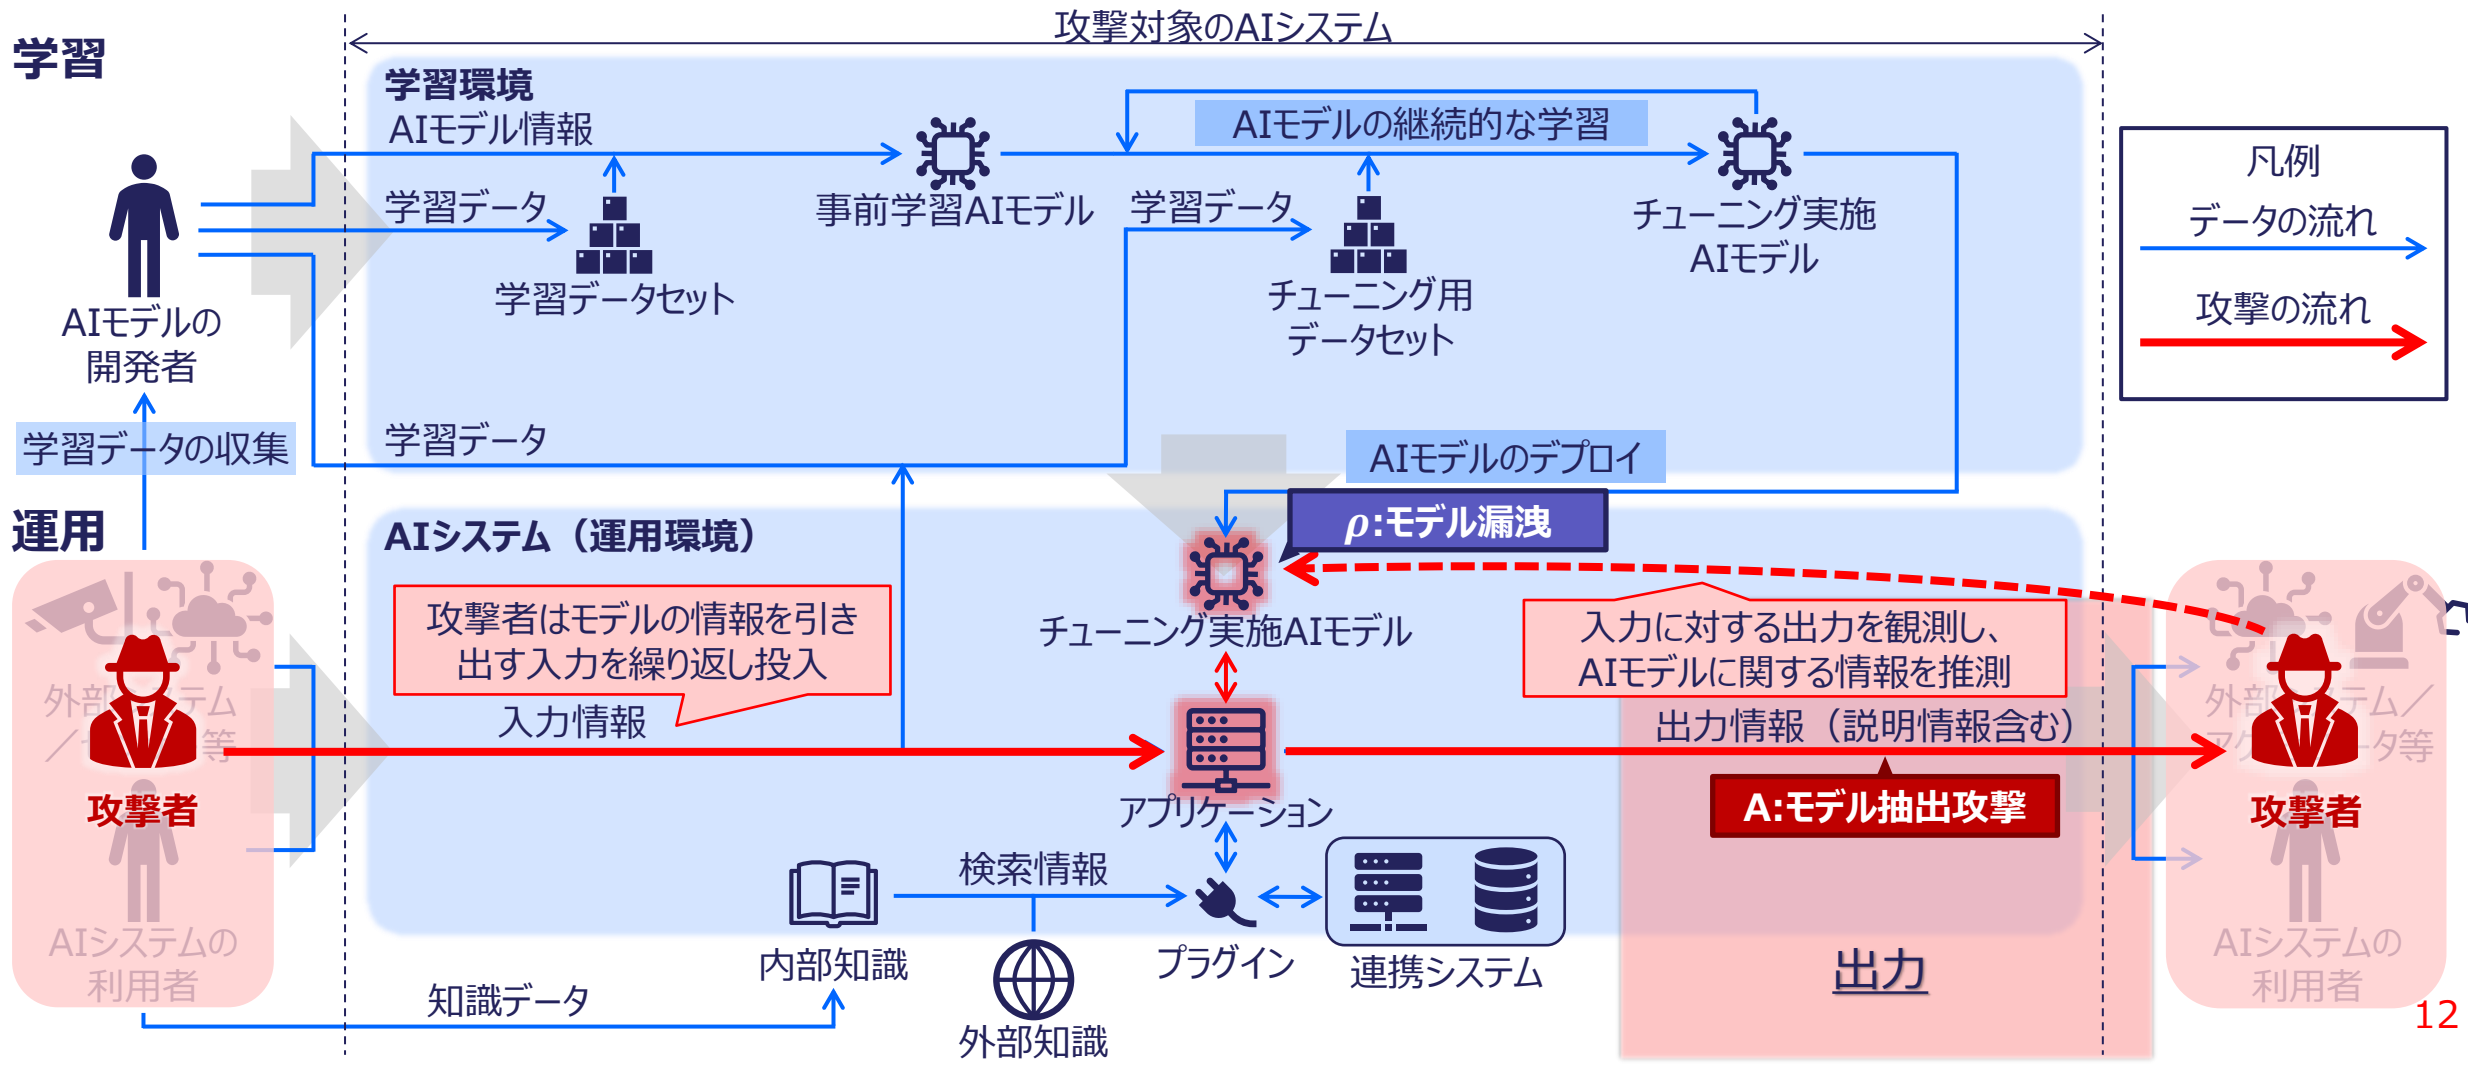 攻撃対象のAIシステム
学習
学習環境
AIモデル情報
AIモデルの継続的な学習
学習データ
事前学習AIモデル
学習データ
チューニング実施
AIモデル
学習データセット
チューニング用
データセット
AIモデルの
開発者
学習データの収集
学習データ
AIモデルのデプロイ
凡例
データの流れ
攻撃の流れ
運用
AIシステム（運用環境）
ρ:モデル漏洩
攻撃者はモデルの情報を引き
出す入力を繰り返し投入
チューニング実施AIモデル
入力に対する出力を観測し、
AIモデルに関する情報を推測
入力情報
出力情報（説明情報含む）
アプリケーション
A:モデル抽出攻撃
攻撃者
攻撃者
AIシステムの
利用者
検索情報
内部知識
外部知識
プラグイン
連携システム
知識データ
出力
AIシステムの
利用者
12